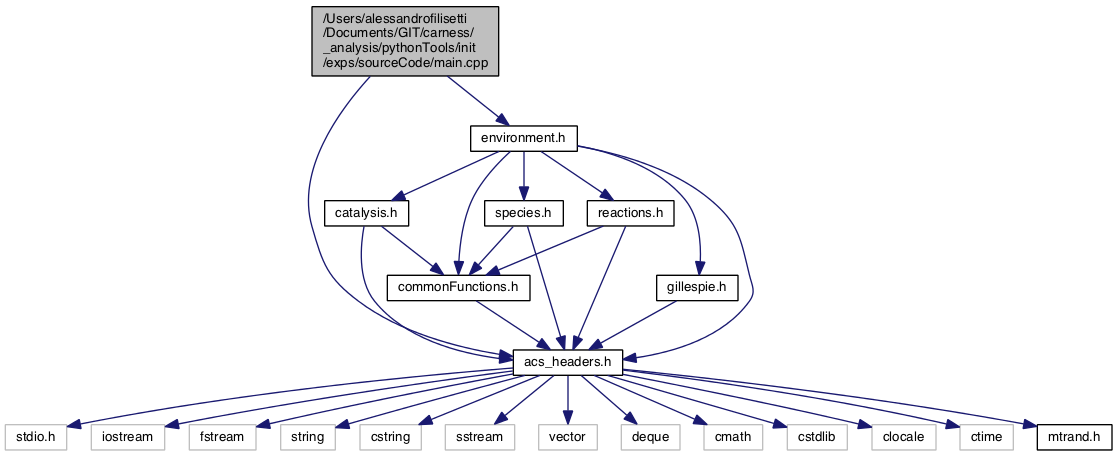 /Users/alessandrofilisetti
/Documents/GIT/carness/
_analysis/pythonTools/init
/exps/sourceCode/main.cpp
environment.h
catalysis.h
species.h
reactions.h
commonFunctions.h
gillespie.h
acs_headers.h
stdio.h
iostream
fstream
string
cstring
sstream
vector
deque
cmath
cstdlib
clocale
ctime
mtrand.h